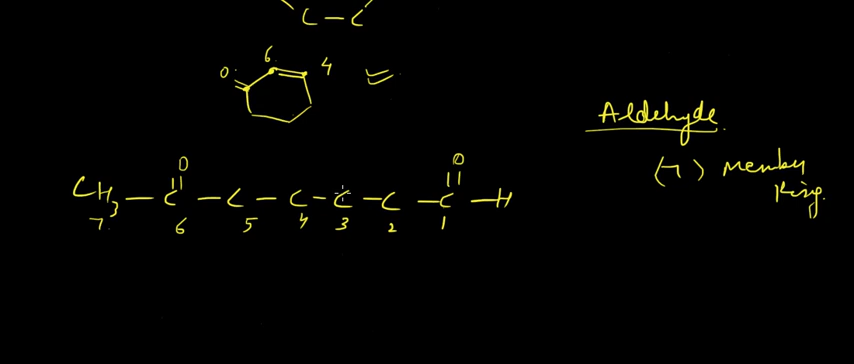 C — C
6
O
4
Aldehyde
(7) member
Ring
O
O
CH3 — C — C — C — C — C — C — H
7 6 5 4 3 2 1